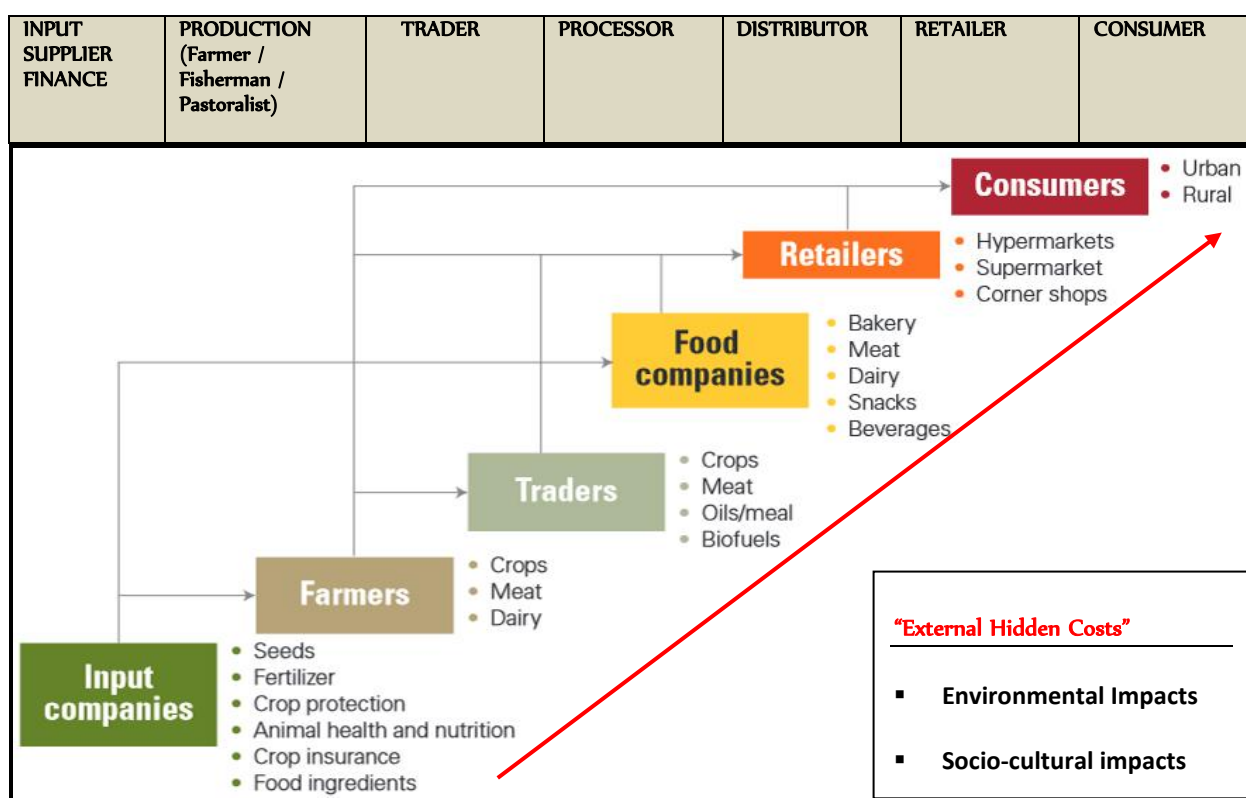 INPUT
SUPPLIER
FINANCE
PRODUCTION
(Farmer /
Fisherman /
Pastoralist)
TRADER
PROCESSOR
DISTRIBUTOR
RETAILER
CONSUMER
Consumers
• Urban
• Rural
Retailers
• Hypermarkets
• Supermarket
• Corner shops
Food
companies
• Bakery
• Meat
• Dairy
• Snacks
• Beverages
Traders
• Crops
• Meat
• Oils/meal
• Biofuels
Farmers
• Crops
• Meat
• Dairy
Input
companies
• Seeds
• Fertilizer
• Crop protection
• Animal health and nutrition
• Crop insurance
• Food ingredients
“External Hidden Costs”
▪ Environmental Impacts
▪ Socio-cultural impacts